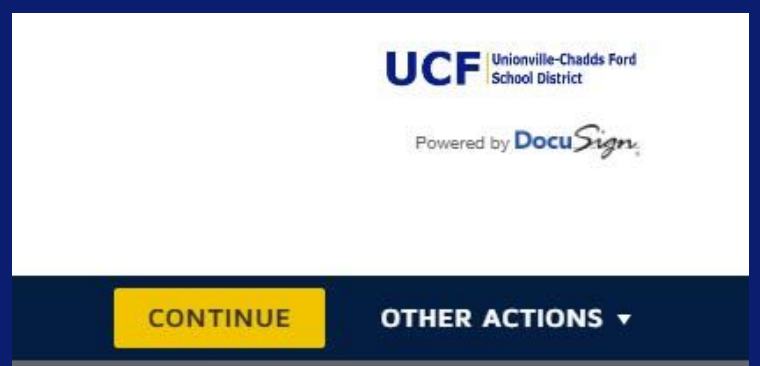 UCF Unionville-Chadds Ford
School District
Powered by DocuSign
CONTINUE OTHER ACTIONS